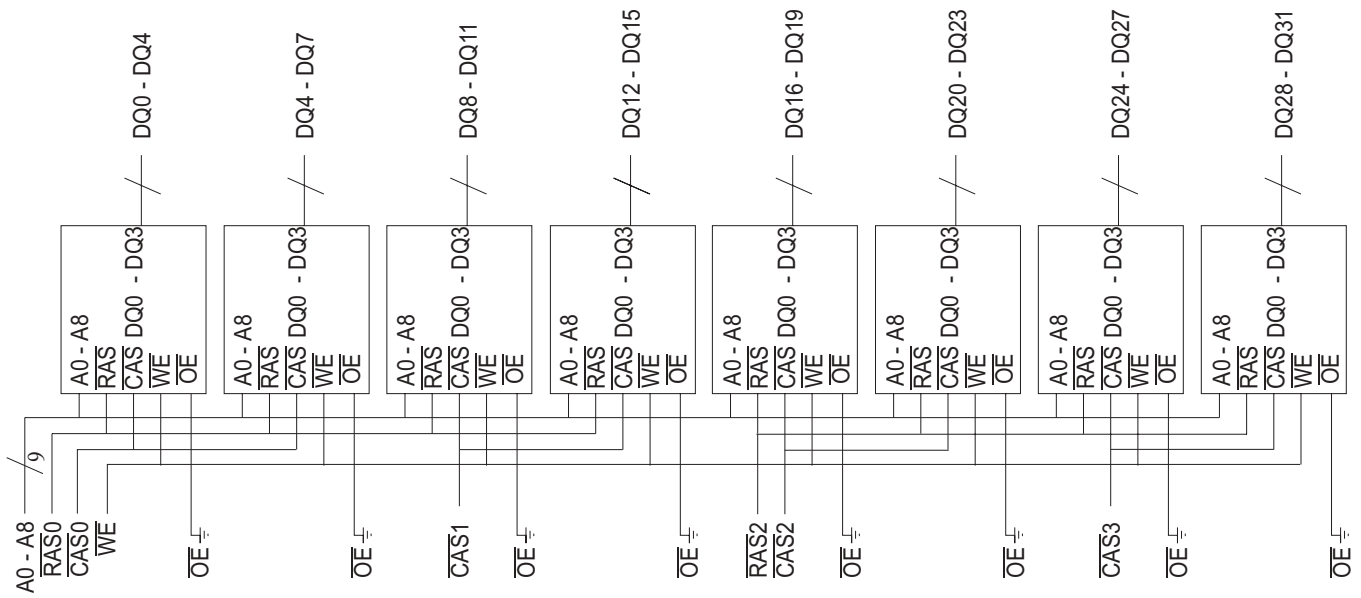 A0 - A8
9
RAS0
CAS0
WE
A0 - A8
RAS
CAS DQ0 - DQ3
WE
OE
DQ0 - DQ4
OE
A0 - A8
RAS
CAS DQ0 - DQ3
WE
OE
DQ4 - DQ7
OE
A0 - A8
RAS
CAS DQ0 - DQ3
WE
OE
DQ8 - DQ11
CAS1
OE
A0 - A8
RAS
CAS DQ0 - DQ3
WE
OE
DQ12 - DQ15
OE
A0 - A8
RAS
CAS DQ0 - DQ3
WE
OE
DQ16 - DQ19
RAS2
CAS2
OE
A0 - A8
RAS
CAS DQ0 - DQ3
WE
OE
DQ20 - DQ23
OE
A0 - A8
RAS
CAS DQ0 - DQ3
WE
OE
DQ24 - DQ27
CAS3
OE
A0 - A8
RAS
CAS DQ0 - DQ3
WE
OE
DQ28 - DQ31
OE